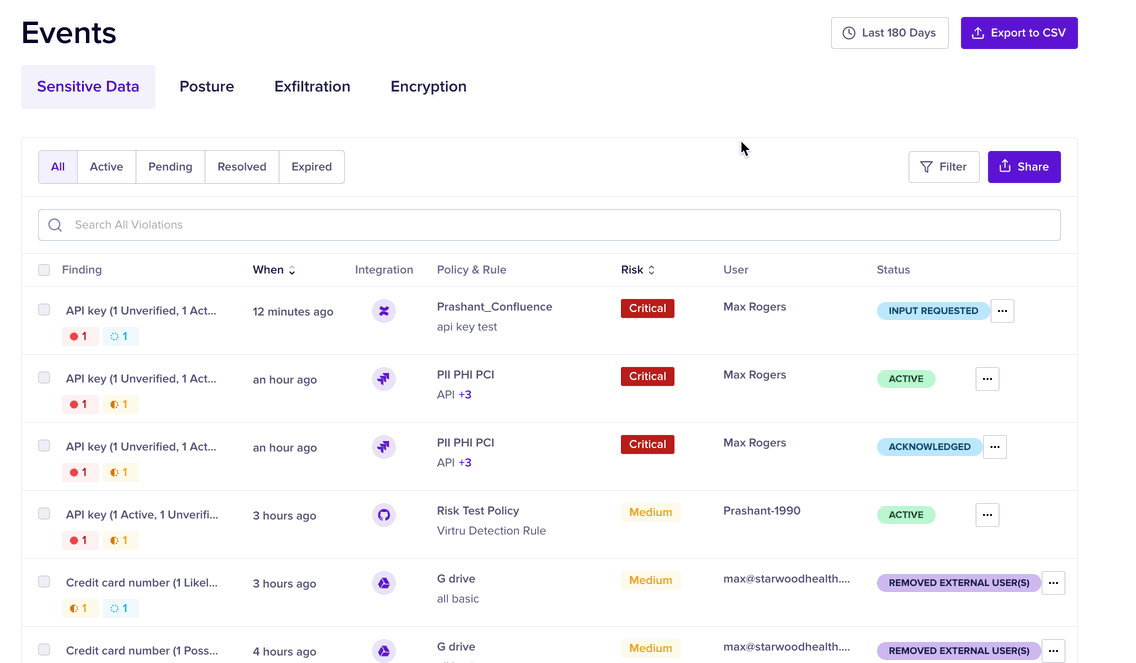 Events
Last 180 Days
Export to CSV
Sensitive Data
Posture
Exfiltration
Encryption
All
Active
Pending
Resolved
Expired
Filter
Share
Search All Violations
Finding
When
Integration
Policy & Rule
Risk
User
Status
API key (1 Unverified, 1 Act...
1
1
12 minutes ago
Prashant_Confluence
api key test
Critical
Max Rogers
INPUT REQUESTED
API key (1 Unverified, 1 Act...
1
1
an hour ago
PII PHI PCI
API +3
Critical
Max Rogers
ACTIVE
API key (1 Unverified, 1 Act...
1
1
an hour ago
PII PHI PCI
API +3
Critical
Max Rogers
ACKNOWLEDGED
API key (1 Active, 1 Unverifi...
1
1
3 hours ago
Risk Test Policy
Virtru Detection Rule
Medium
Prashant-1990
ACTIVE
Credit card number (1 Likel...
1
1
3 hours ago
G drive
all basic
Medium
max@starwoodhealth....
REMOVED EXTERNAL USER(S)
Credit card number (1 Poss...
4 hours ago
G drive
Medium
max@starwoodhealth....
REMOVED EXTERNAL USER(S)